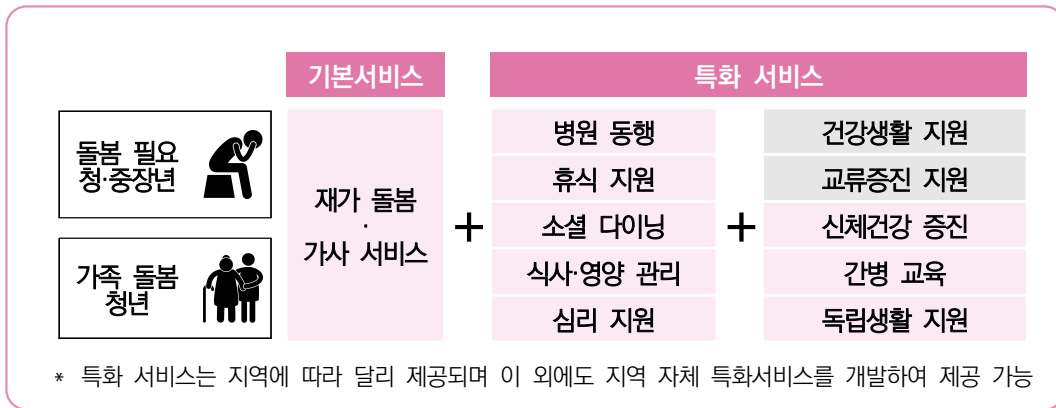 기본서비스
특화 서비스
돌봄 필요
청·중장년
가족 돌봄
청년
재가 돌봄
·
가사 서비스
+
병원 동행
휴식 지원
소셜 다이닝
식사·영양 관리
심리 지원
+
건강생활 지원
교류증진 지원
신체건강 증진
간병 교육
독립생활 지원
* 특화 서비스는 지역에 따라 달리 제공되며 이 외에도 지역 자체 특화서비스를 개발하여 제공 가능